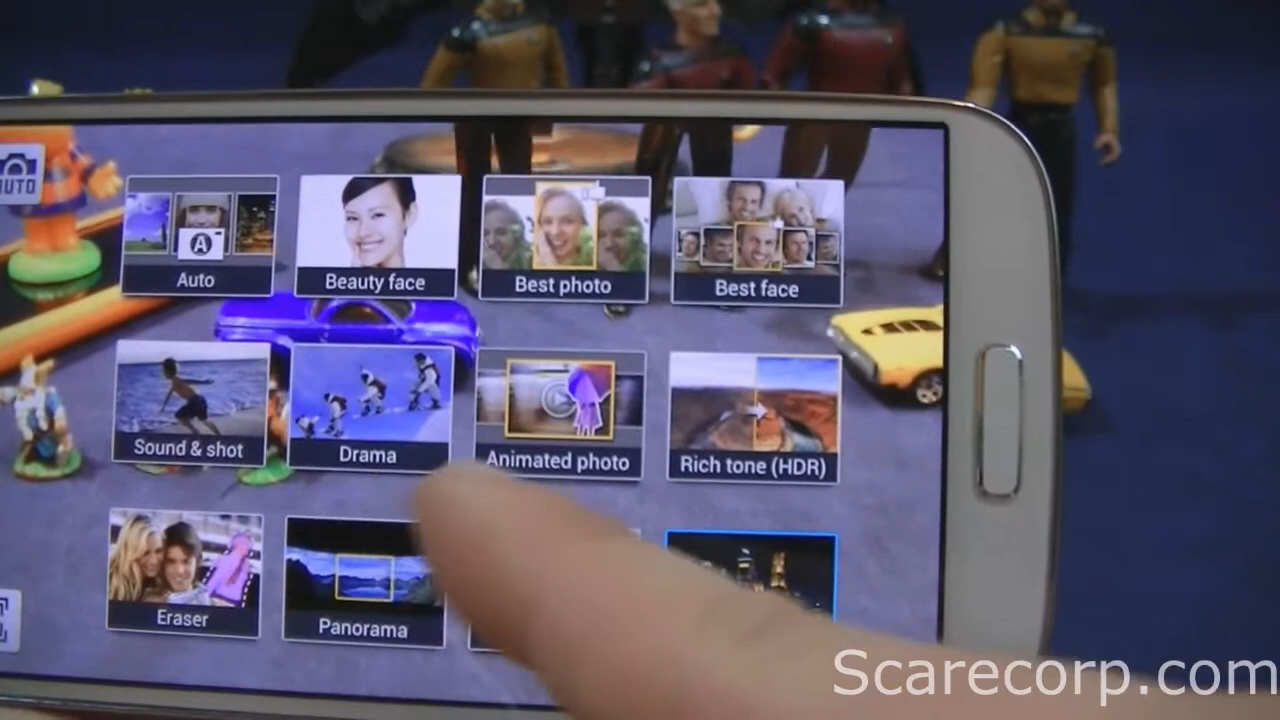 AUTO
Auto
Beauty face
Best photo
Best face
Sound & shot
Drama
Animated photo
Rich tone (HDR)
Eraser
Panorama
Scarecorp.com